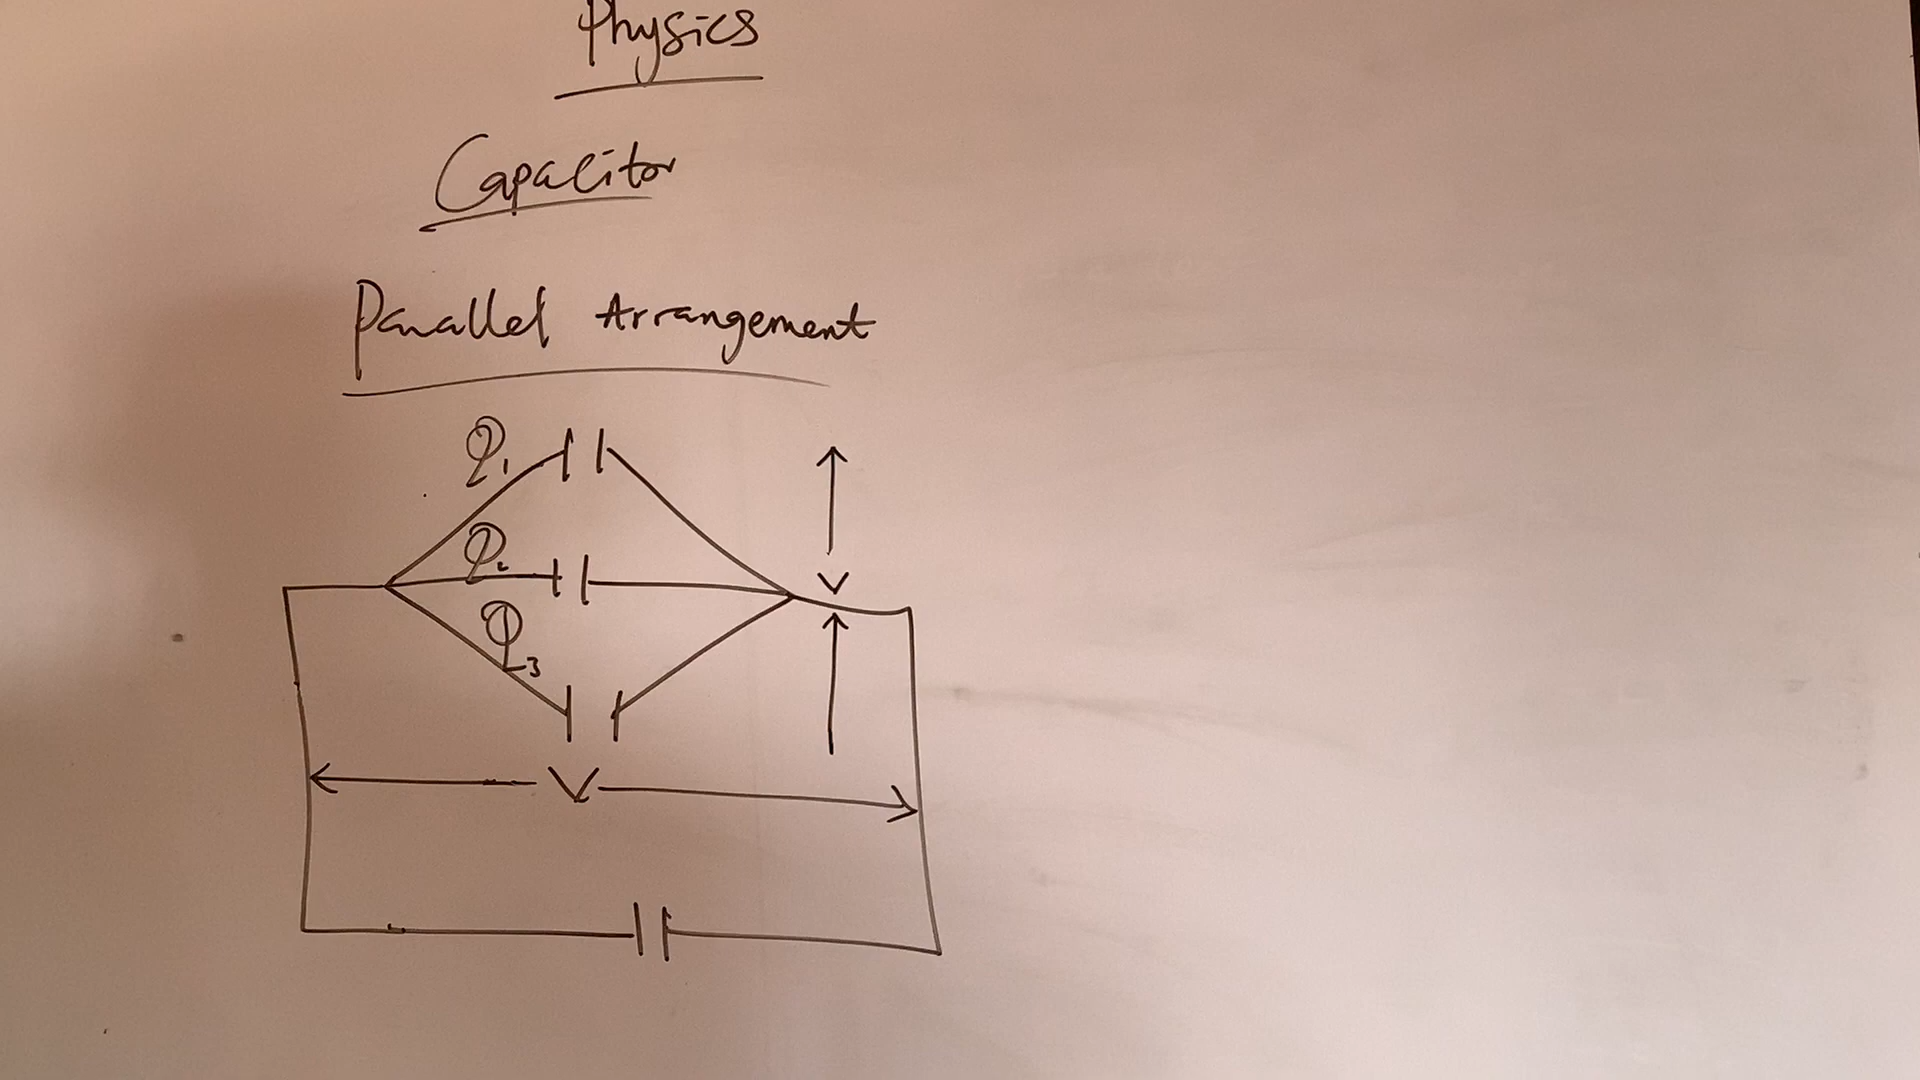 Physics
Capacitor
Parallel Arrangement
Q₁
Q₂
V
Q₃
V